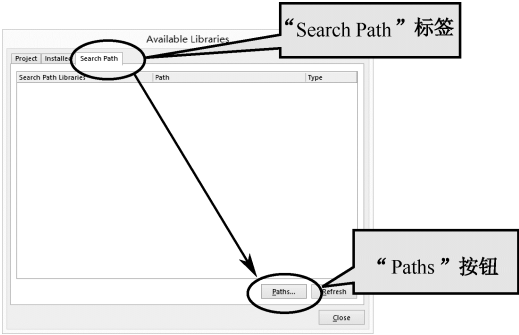 “Search Path”标签
Available Libraries
Project Installed Search Path
Search Path Libraries Path Type
“Paths”按钮
Paths... Refresh
Close